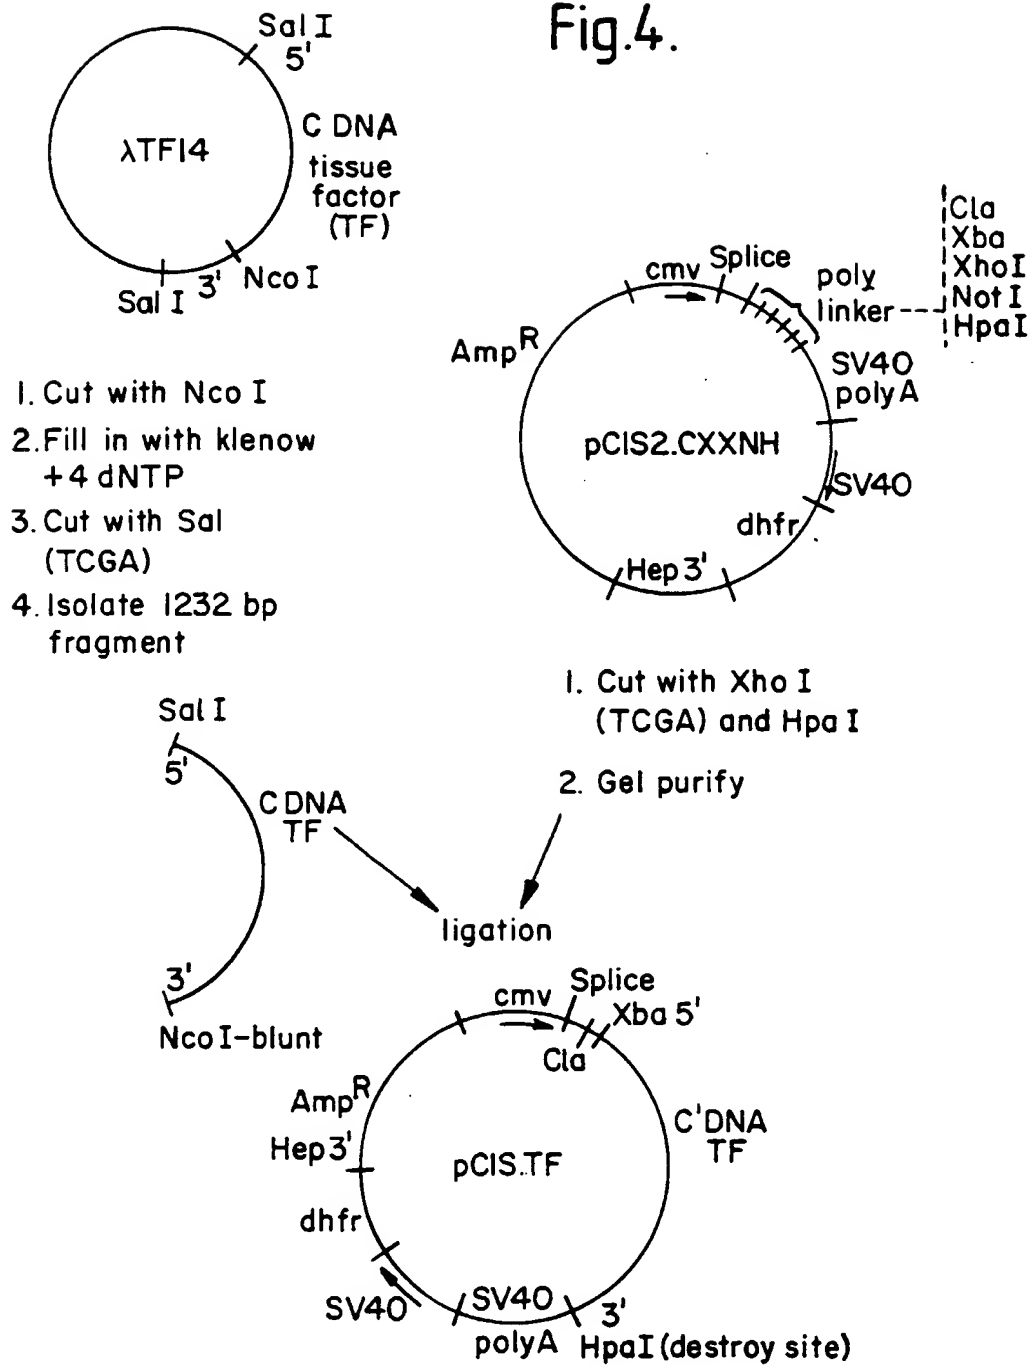 Fig.4.
Sal I
5'
λTF14
C DNA
tissue
factor
(TF)
Nco I
3'
Sal I
Cla
Xba
XhoI
Not I
HpaI
cmv
Splice
poly
linker
Amp R
SV40
polyA
pCIS2.CXXNH
SV40
dhfr
Hep 3'
1. Cut with Nco I
2. Fill in with klenow
+4 dNTP
3. Cut with Sal
(TCGA)
4. Isolate 1232 bp
fragment
1. Cut with Xho I
(TCGA) and Hpa I
2. Gel purify
Sal I
5'
C DNA
TF
3'
Nco I-blunt
ligation
cmv
Splice
Xba 5'
Cla
Amp R
Hep 3'
pCIS.TF
C'DNA
TF
dhfr
SV40
SV40
polyA
3'
HpaI (destroy site)